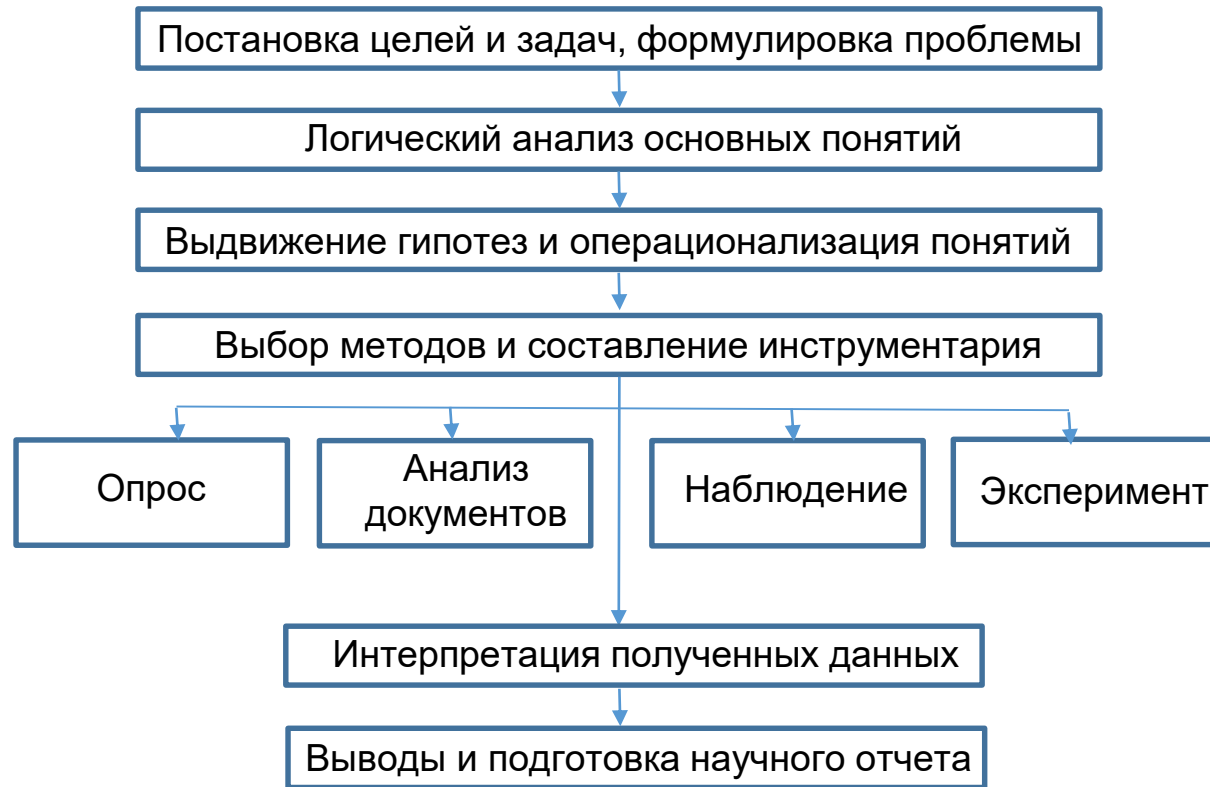 Постановка целей и задач, формулировка проблемы
Логический анализ основных понятий
Выдвижение гипотез и операционализация понятий
Выбор методов и составление инструментария
Опрос
Анализ
документов
Наблюдение
Эксперимент
Интерпретация полученных данных
Выводы и подготовка научного отчета